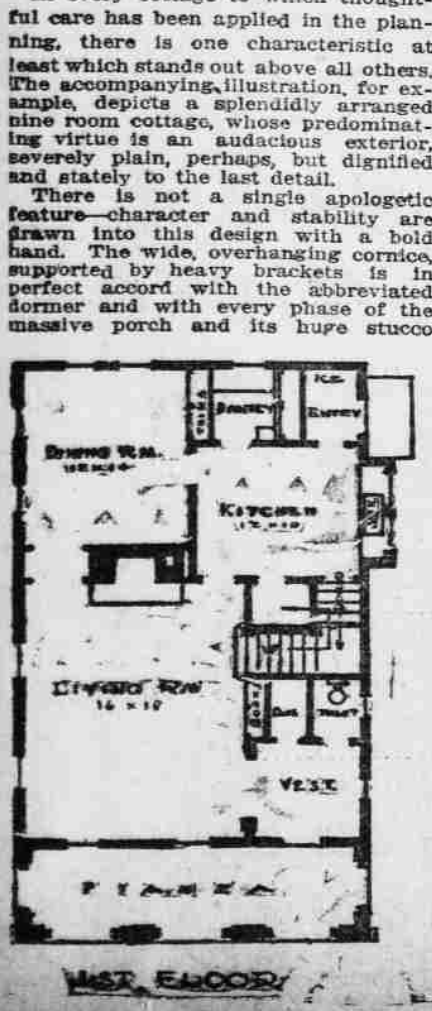 ful care has been applied in the plan-
ning, there is one characteristic at
least which stands out above all others.
The accompanying illustration, for ex-
ample, depicts a splendidly arranged
nine room cottage, whose predominat-
ing virtue is an audacious exterior,
severely plain, perhaps, but dignified
and stately to the last detail.
There is not a single apologetic
feature—character and stability are
drawn into this design with a bold
hand. The wide, overhanging cornice,
supported by heavy brackets is in
perfect accord with the abbreviated
dormer and with every phase of the
massive porch and its huge stucco
ICE
ENTRY
PANTRY
CHINA
DINING RM.
KITCHEN
12 × 10
LIVING RM
16 × 18
TOILET
VEST.
PIAZZA
1ST FLOOR